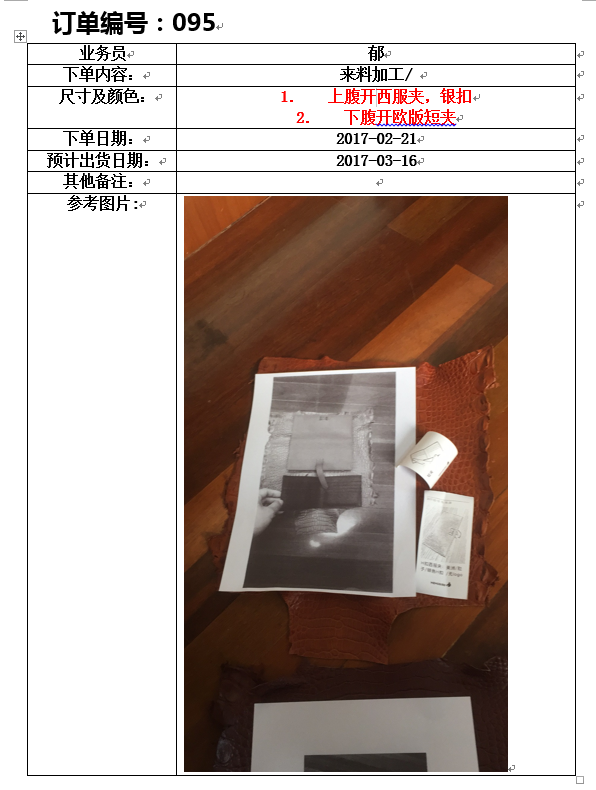 订单编号：095
业务员 郁
下单内容： 来料加工/
尺寸及颜色： 1. 上腹开西服夹，银扣
2. 下腹开欧版短夹
下单日期： 2017-02-21
预计出货日期： 2017-03-16
其他备注：
参考图片: